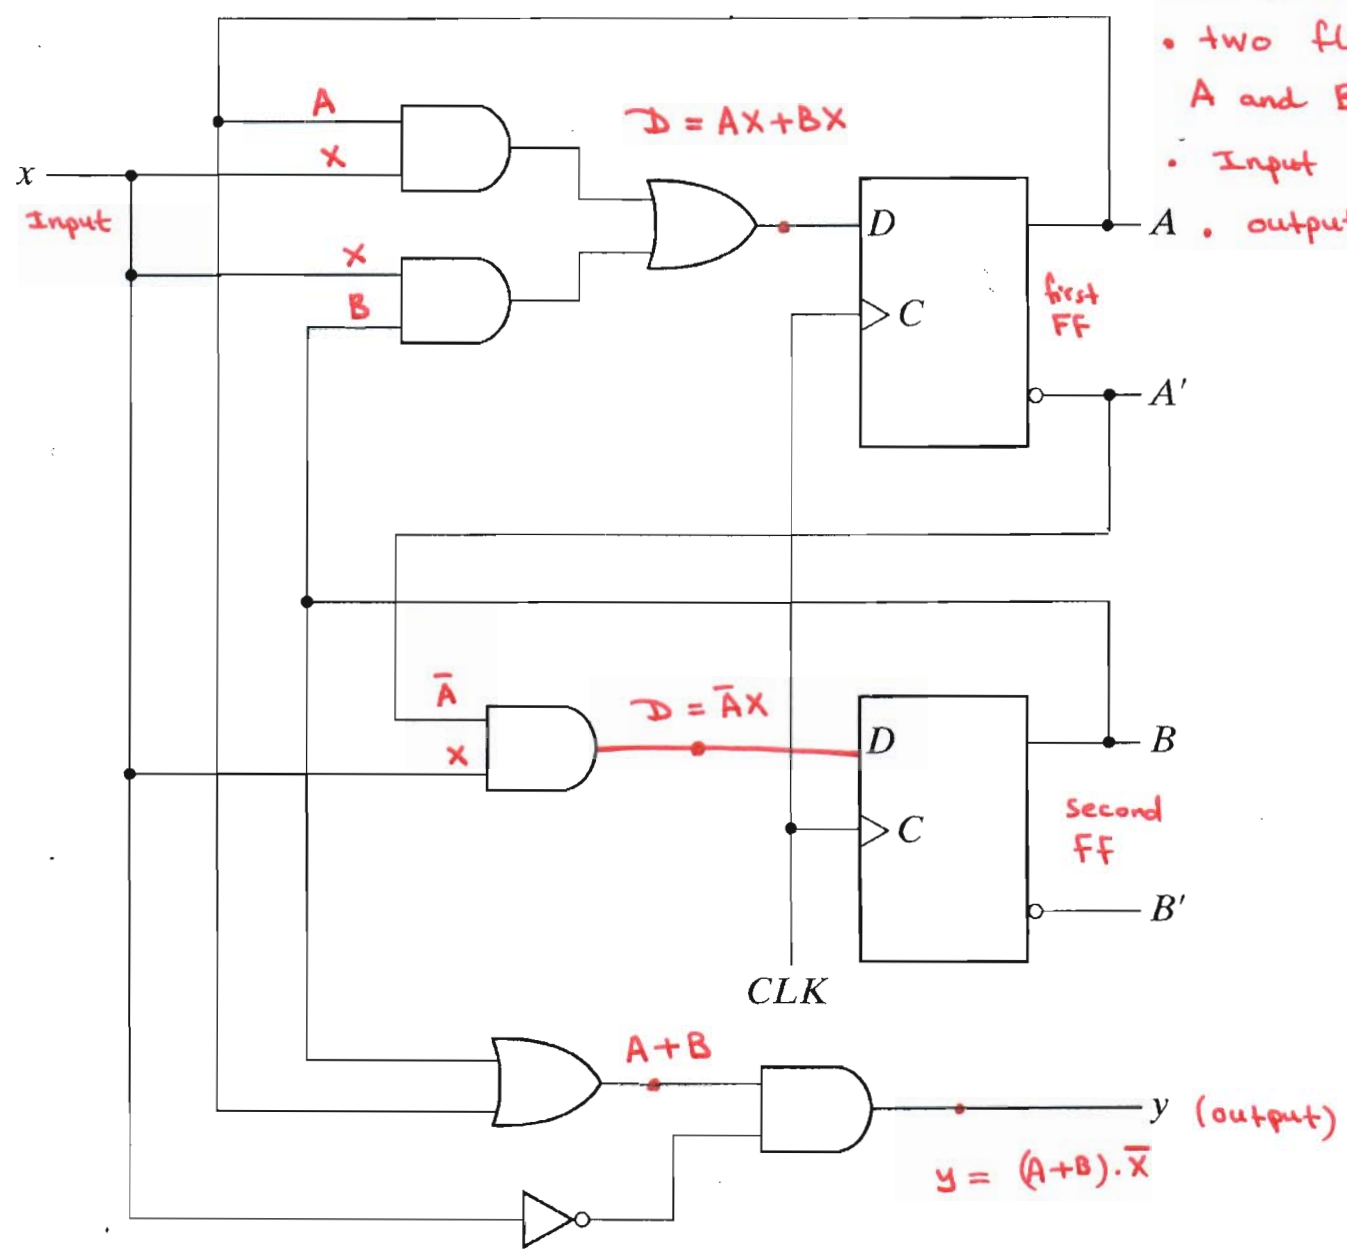 • two
A and
A
D = AX+BX
X
x
• Input
Input
D
A
• output
X
B
C
first
FF
A'
Ā
D = ĀX
X
D
B
second
FF
C
B'
CLK
A+B
y (output)
y = (A+B).X̄